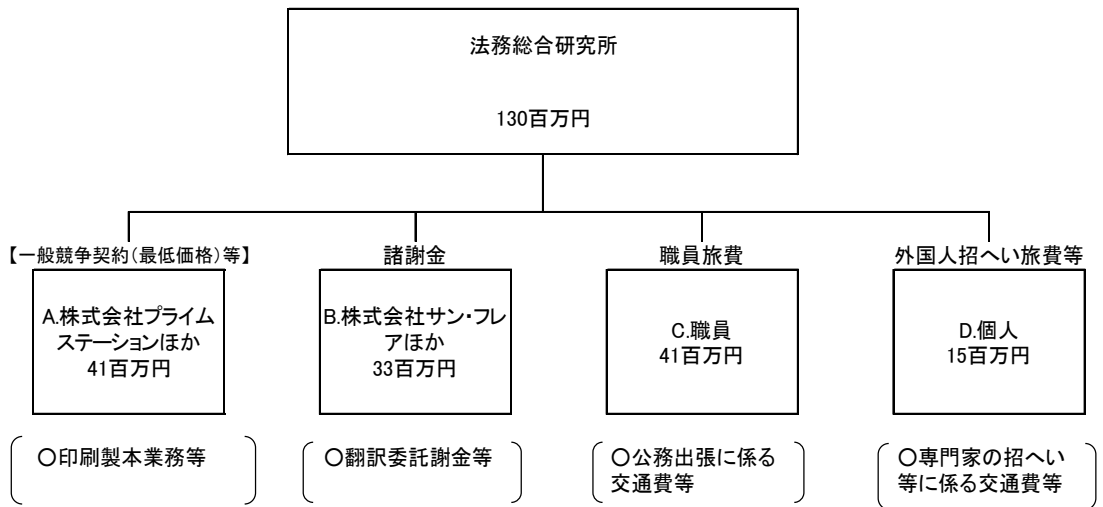 法務総合研究所
130百万円
【一般競争契約(最低価格)等】
A.株式会社プライム
ステーションほか
41百万円
〇印刷製本業務等
諸謝金
B.株式会社サン・フレ
アほか
33百万円
〇翻訳委託謝金等
職員旅費
C.職員
41百万円
〇公務出張に係る
交通費等
外国人招へい旅費等
D.個人
15百万円
〇専門家の招へい
等に係る交通費等